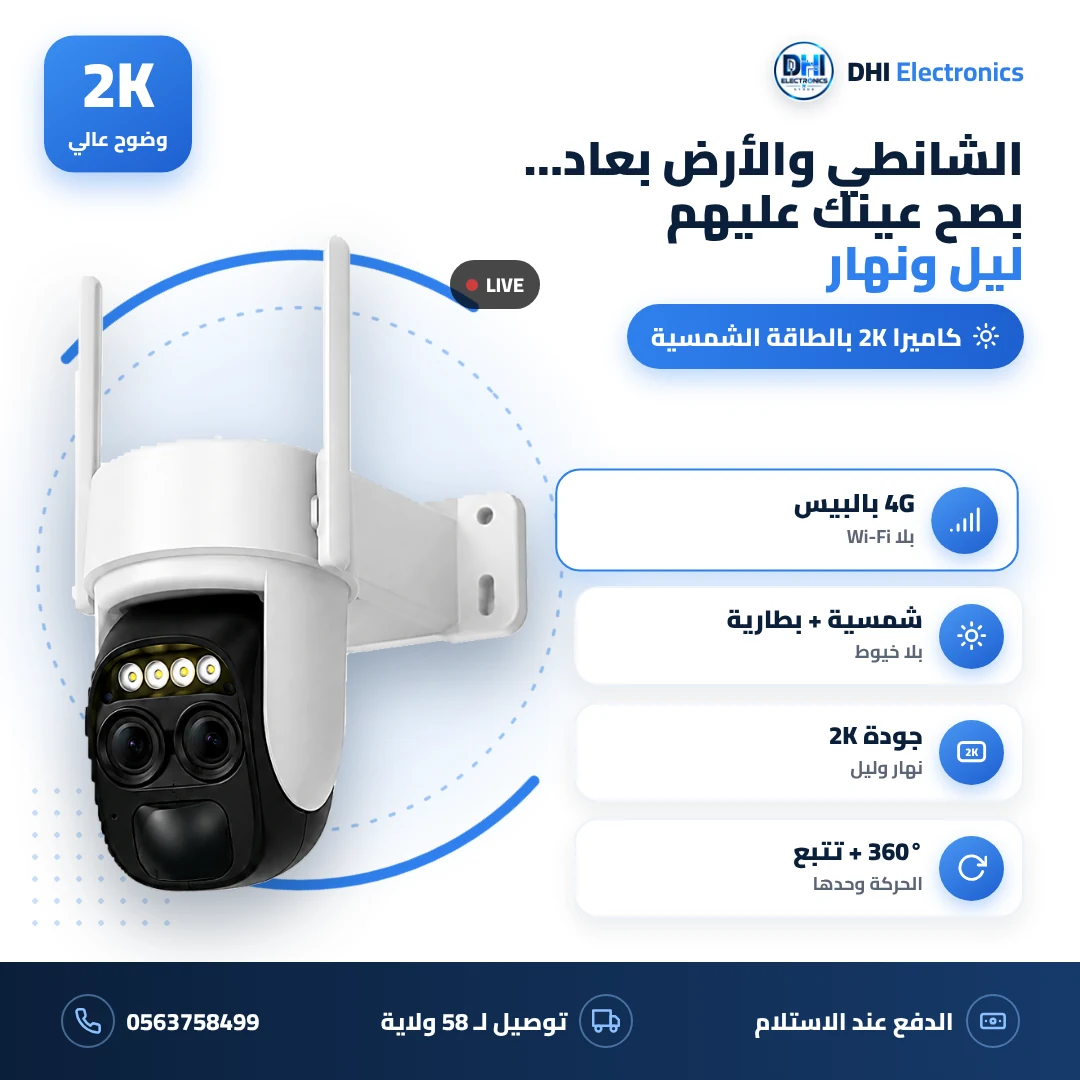 2K
وضوح عالي
DHI
ELECTRONICS
DHI Electronics
الشانطي والأرض بعاد...
بصح عينك عليهم
ليل ونهار
LIVE
كاميرا 2K بالطاقة الشمسية
4G بالبيس
بلا Wi-Fi
شمسية + بطارية
بلا خيوط
جودة 2K
2K
نهار وليل
360° + تتبع
الحركة وحدها
الدفع عند الاستلام
توصيل لـ 58 ولاية
0563758499